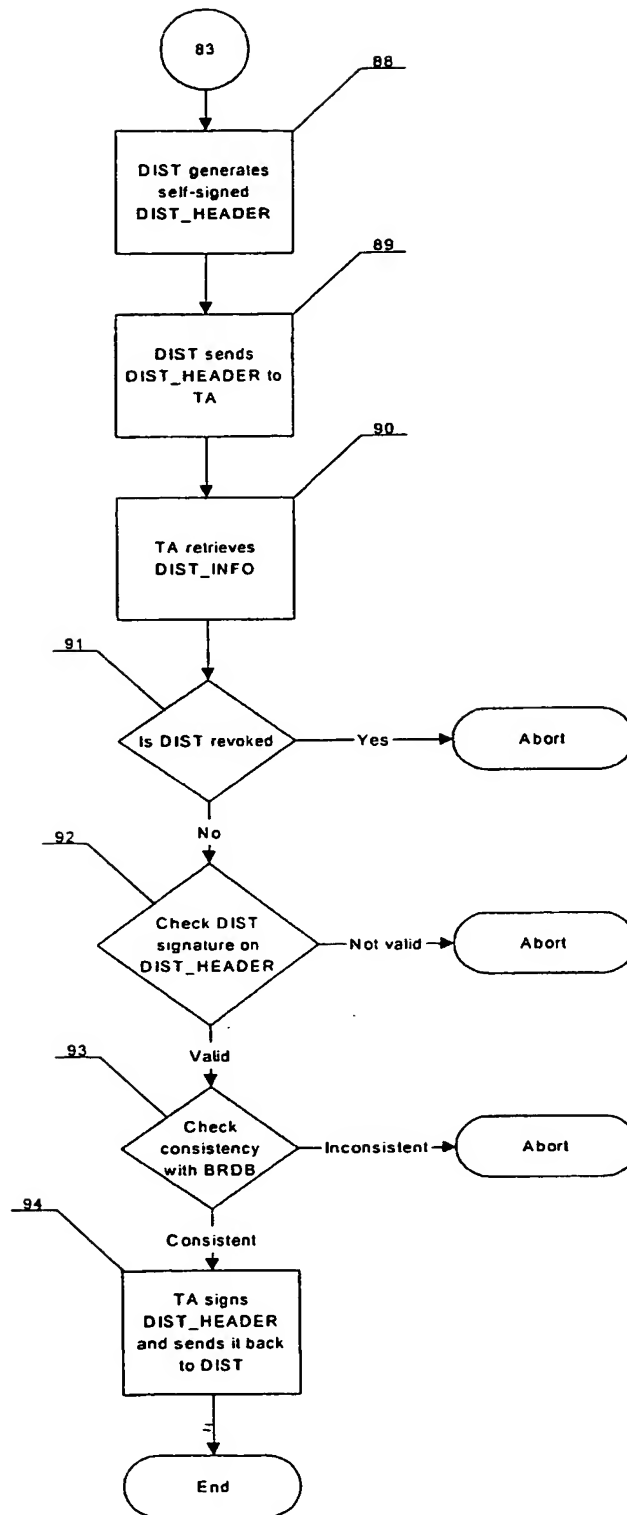 83
88
DIST generates
self-signed
DIST_HEADER
89
DIST sends
DIST_HEADER to
TA
90
TA retrieves
DIST_INFO
91
Is DIST revoked
Yes
Abort
No
92
Check DIST
signature on
DIST_HEADER
Not valid
Abort
Valid
93
Check
consistency
with BRDB
Inconsistent
Abort
94
Consistent
TA signs
DIST_HEADER
and sends it back
to DIST
End